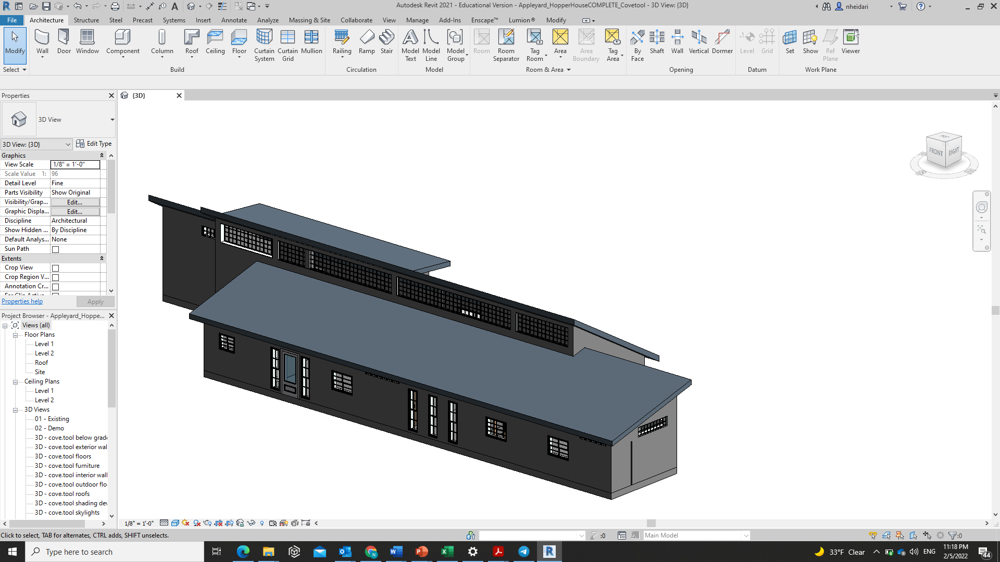 Autodesk Revit 2021 - Educational Version - Appleyard_HopperHouseCOMPLETE_Covetool - 3D View: {3D}
nheidari
File Architecture Structure Steel Precast Systems Insert Annotate Analyze Massing & Site Collaborate View Manage Add-Ins Enscape™ Lumion® Modify
Modify Wall Door Window Component Column Roof Ceiling Floor Curtain System Curtain Grid Mullion Railing Ramp Stair Model Text Model Line Model Group Room Room Separator Tag Room Area Area Boundary Tag Area By Face Shaft Wall Vertical Dormer Level Grid Set Show Ref Plane Viewer
Select Build Circulation Model Room & Area Opening Datum Work Plane
Properties
{3D}
3D View
3D View: {3D}
Edit Type
Graphics
View Scale 1/8" = 1'-0"
Scale Value 1: 96
Detail Level Fine
Parts Visibility Show Original
Visibility/Grap... Edit...
Graphic Displa... Edit...
Discipline Architectural
Show Hidden ... By Discipline
Default Analys... None
Sun Path
Extents
Crop View
Crop Region V...
Annotation Cr...
Properties help Apply
Project Browser - Appleyard_Hoppe...
Views (all)
Floor Plans
Level 1
Level 2
Roof
Site
Ceiling Plans
Level 1
Level 2
3D Views
01 - Existing
02 - Demo
3D - cove.tool below grade
3D - cove.tool exterior wal
3D - cove.tool floors
3D - cove.tool furniture
3D - cove.tool interior wall
3D - cove.tool outdoor flo
3D - cove.tool roofs
3D - cove.tool shading dev
3D - cove.tool skylights
FRONT RIGHT
1/8" = 1'-0"
Click to select, TAB for alternates, CTRL adds, SHIFT unselects.
:0
Main Model
:0
Type here to search
33°F Clear
ENG
11:18 PM
2/5/2022
44